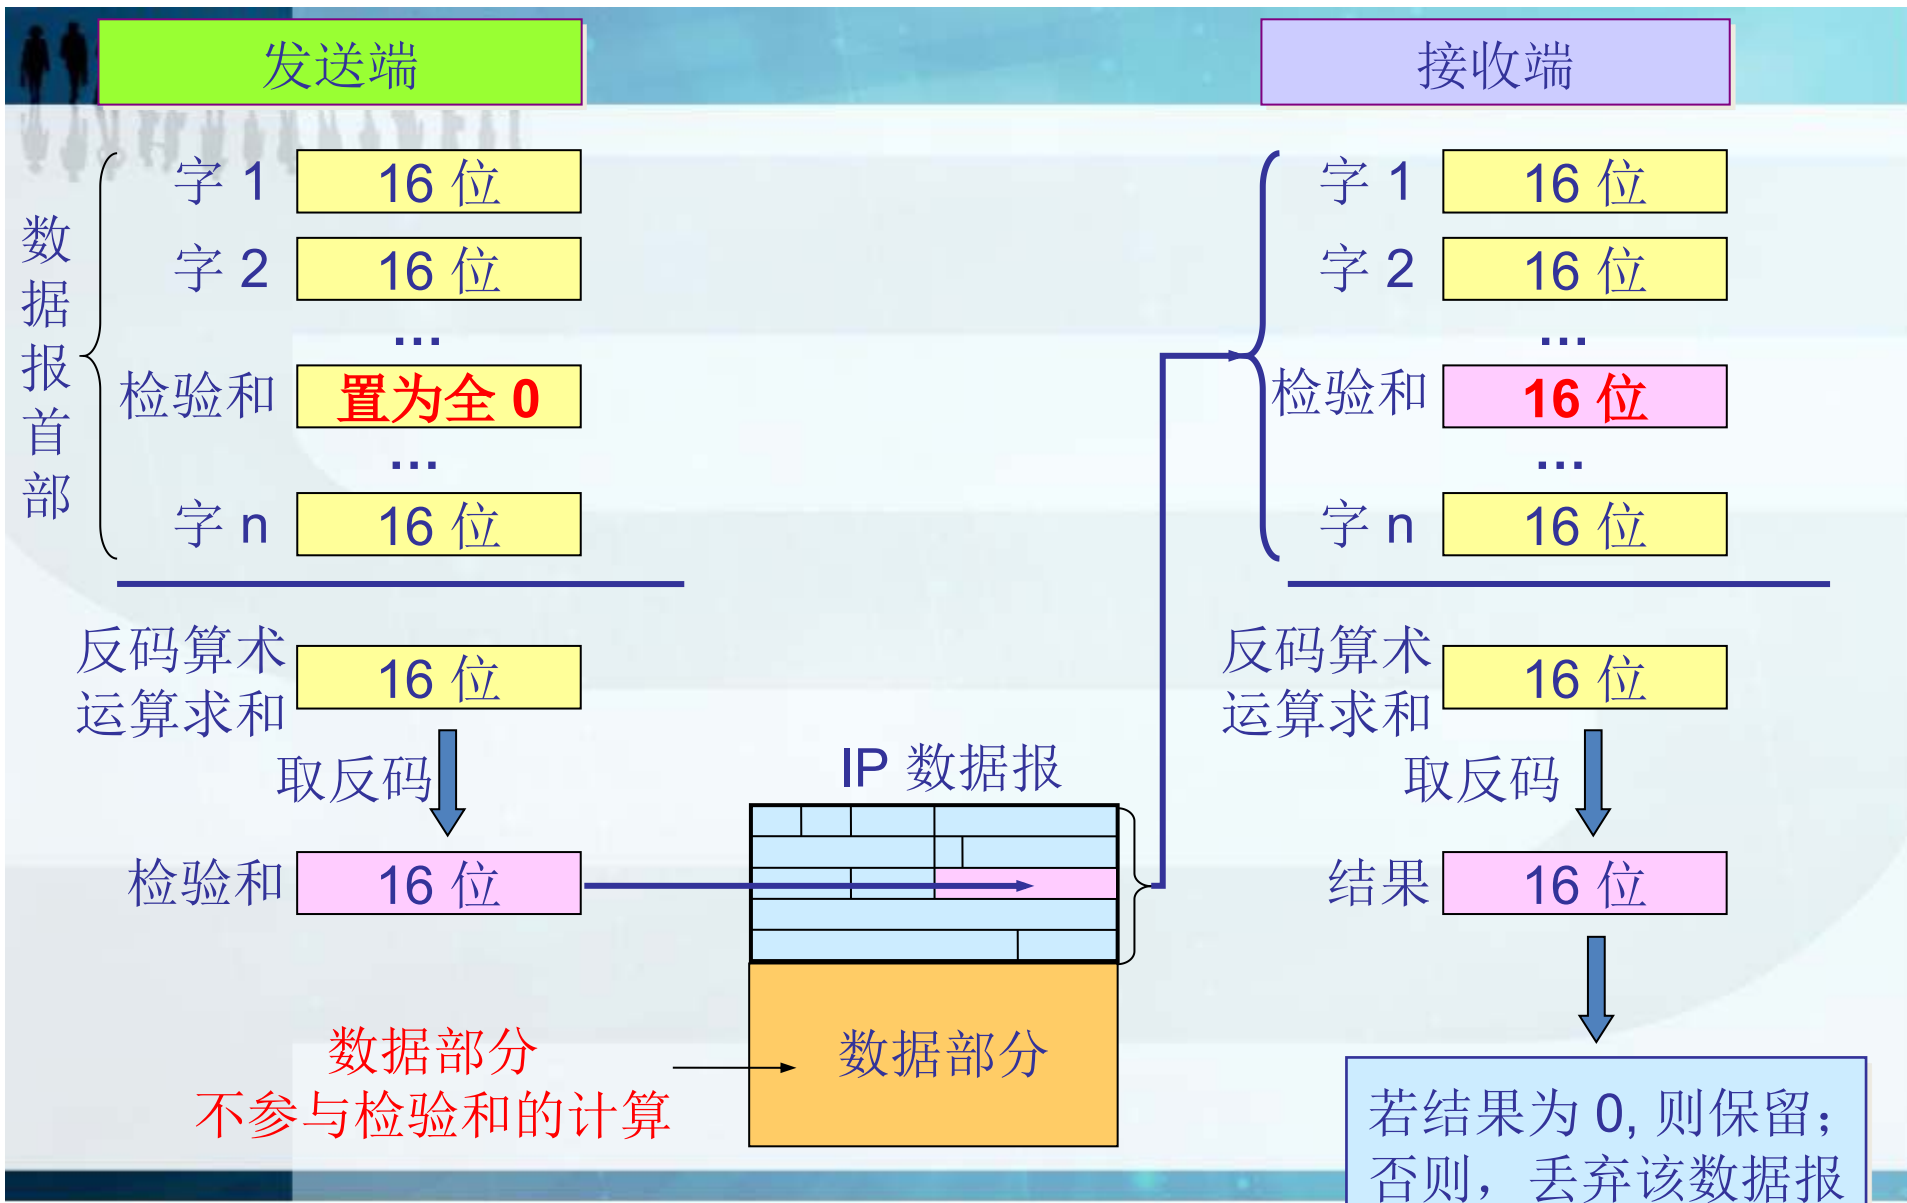 发送端
数据报首部
字 1
16 位
字 2
16 位
…
检验和
置为全 0
…
字 n
16 位
反码算术
运算求和
16 位
取反码
检验和
16 位
数据部分
不参与检验和的计算
IP 数据报
数据部分
接收端
字 1
16 位
字 2
16 位
…
检验和
16 位
…
字 n
16 位
反码算术
运算求和
16 位
取反码
结果
16 位
若结果为 0, 则保留；
否则，丢弃该数据报